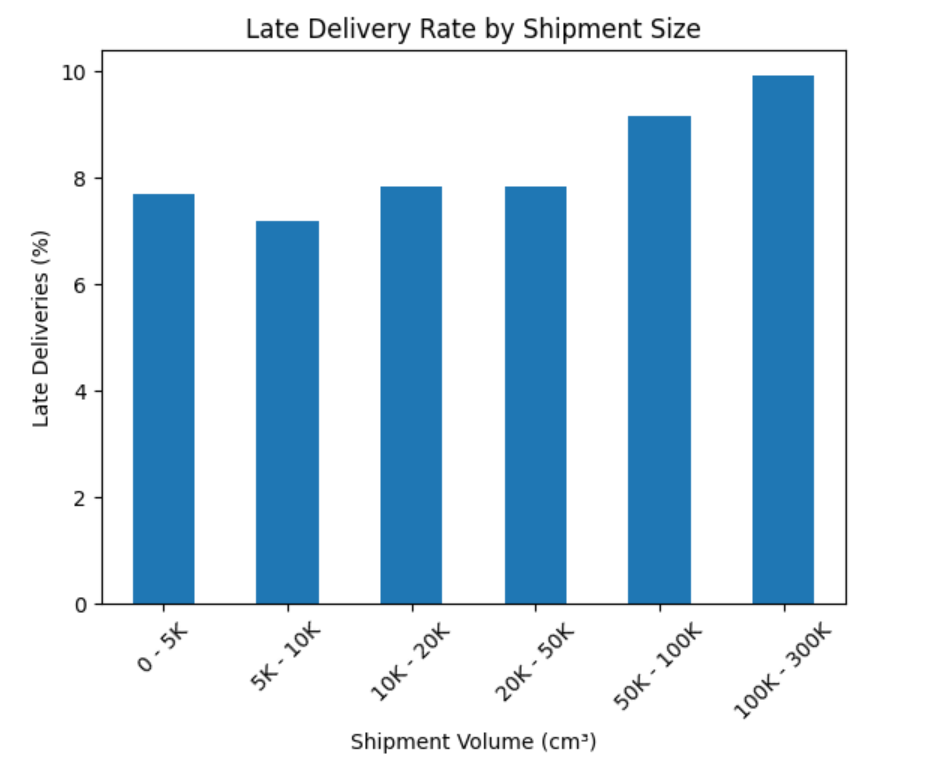 Late Delivery Rate by Shipment Size
Late Deliveries (%)
10
8
6
4
2
0
0 - 5K
5K - 10K
10K - 20K
20K - 50K
50K - 100K
100K - 300K
Shipment Volume (cm³)